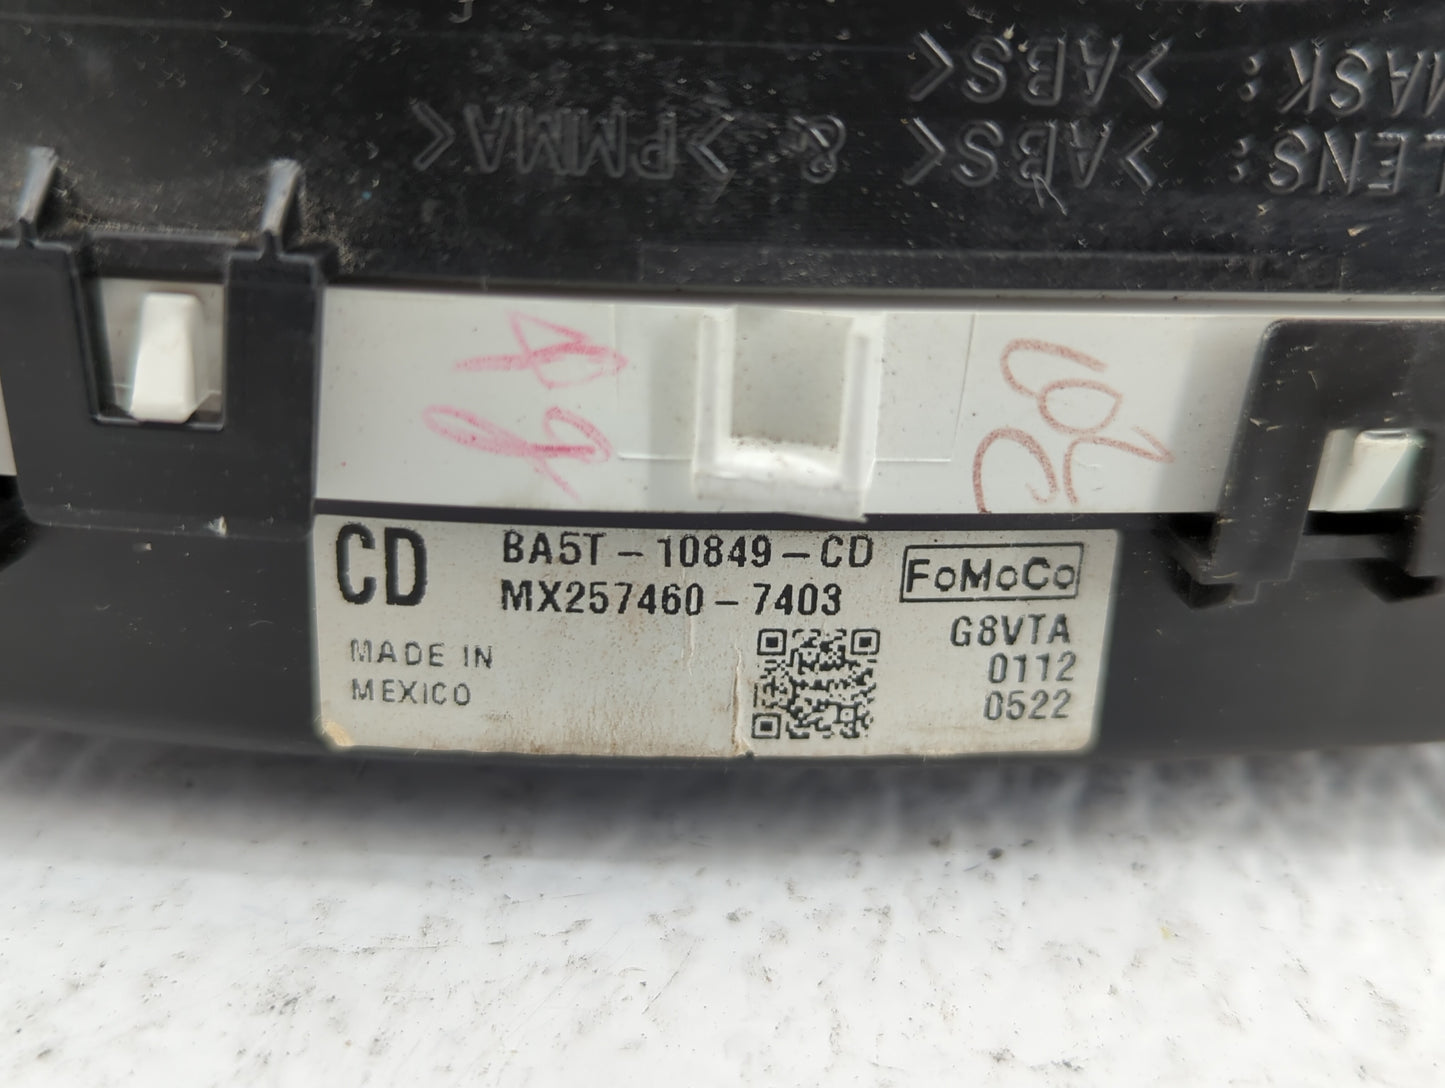 MASK: >ABS<
LENS: >ABS< & >PMMA<
CD
BA5T-10849-CD
MX257460-7403
FoMoCo
G8VTA
0112
0522
MADE IN
MEXICO